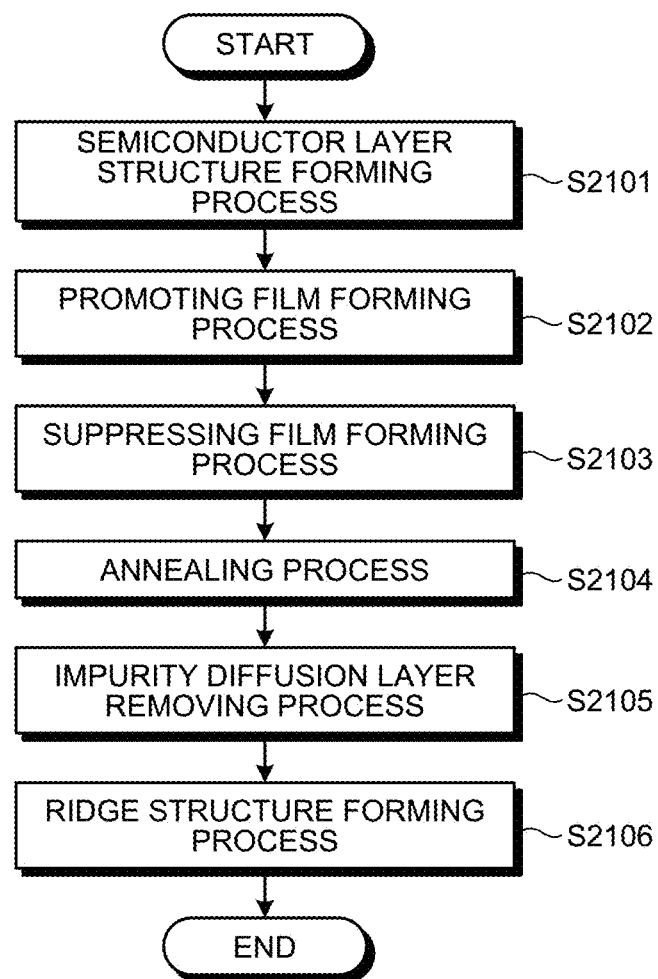 START
SEMICONDUCTOR LAYER
STRUCTURE FORMING
PROCESS
S2101
PROMOTING FILM FORMING
PROCESS
S2102
SUPPRESSING FILM FORMING
PROCESS
S2103
ANNEALING PROCESS
S2104
IMPURITY DIFFUSION LAYER
REMOVING PROCESS
S2105
RIDGE STRUCTURE FORMING
PROCESS
S2106
END